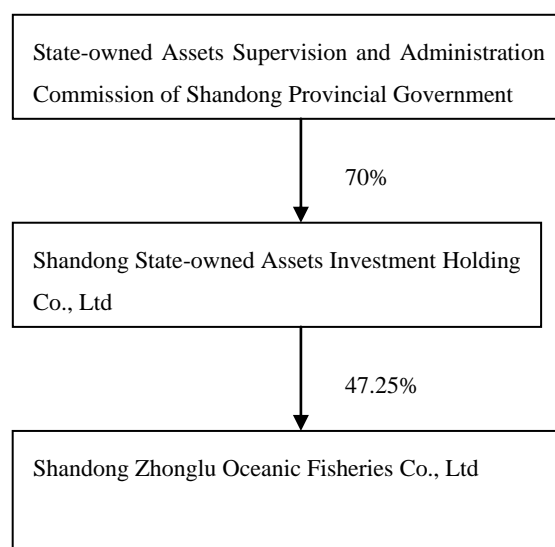 State-owned Assets Supervision and Administration
Commission of Shandong Provincial Government
70%
Shandong State-owned Assets Investment Holding
Co., Ltd
47.25%
Shandong Zhonglu Oceanic Fisheries Co., Ltd